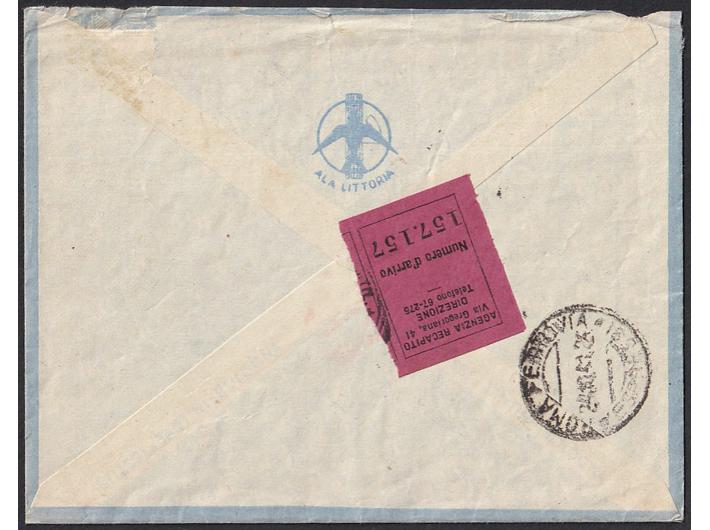 ALA LITTORIA
AGENZIA RECAPITO
Via Gregoriana, 41
DIREZIONE
Telefono 67-275
Numero d'arrivo
157.157
ROMA FERROVIA